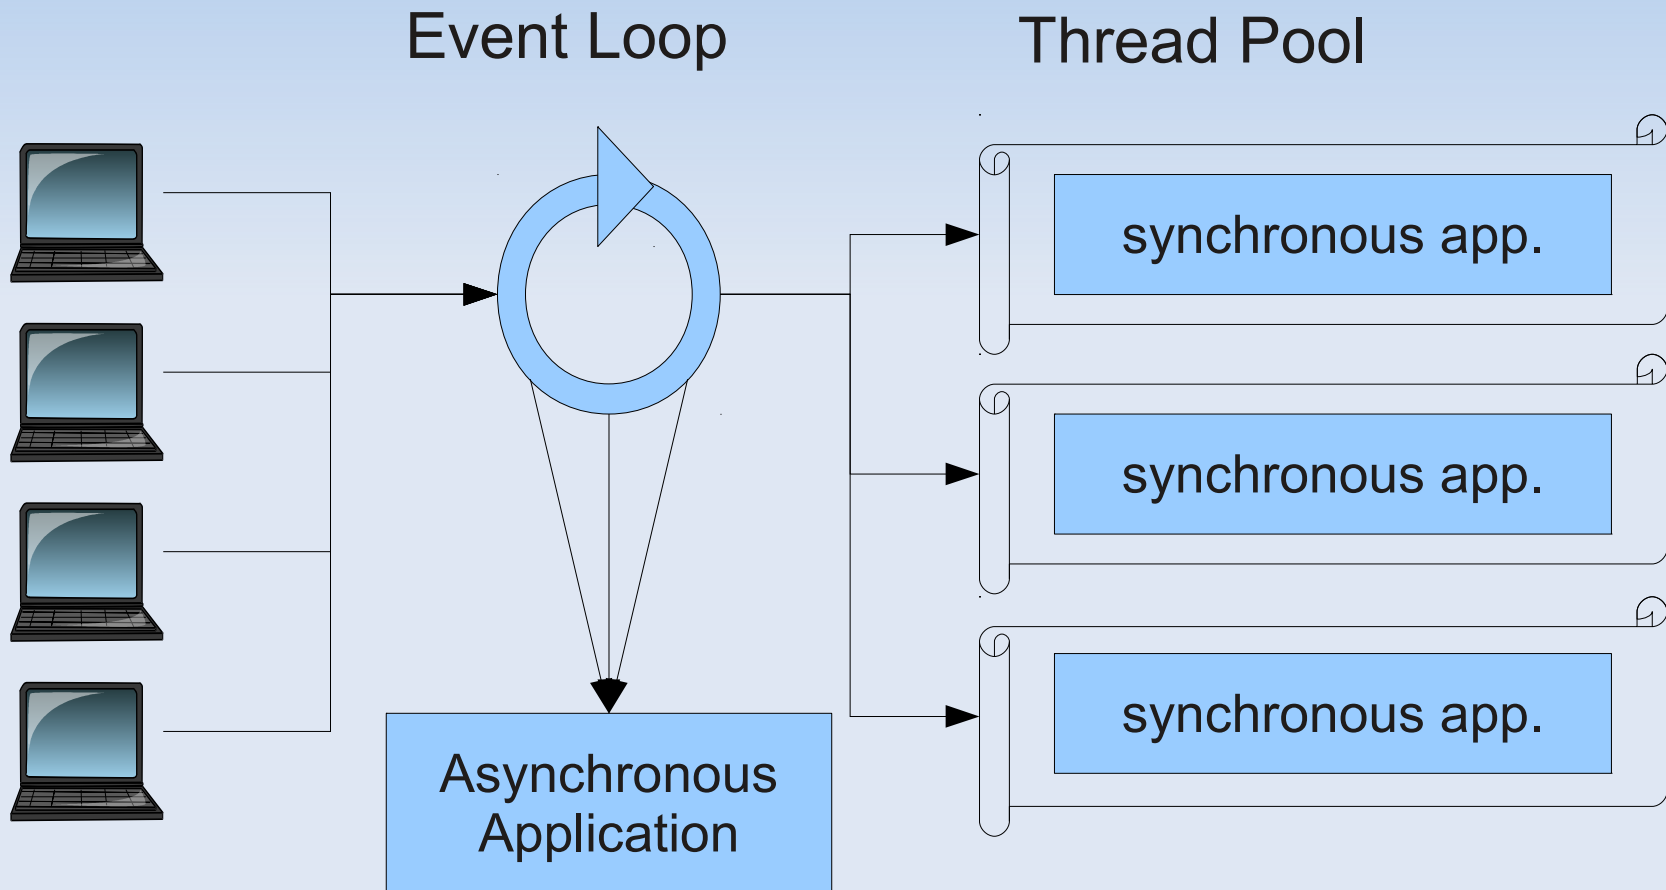 Event Loop
Thread Pool
synchronous app.
synchronous app.
synchronous app.
Asynchronous
Application